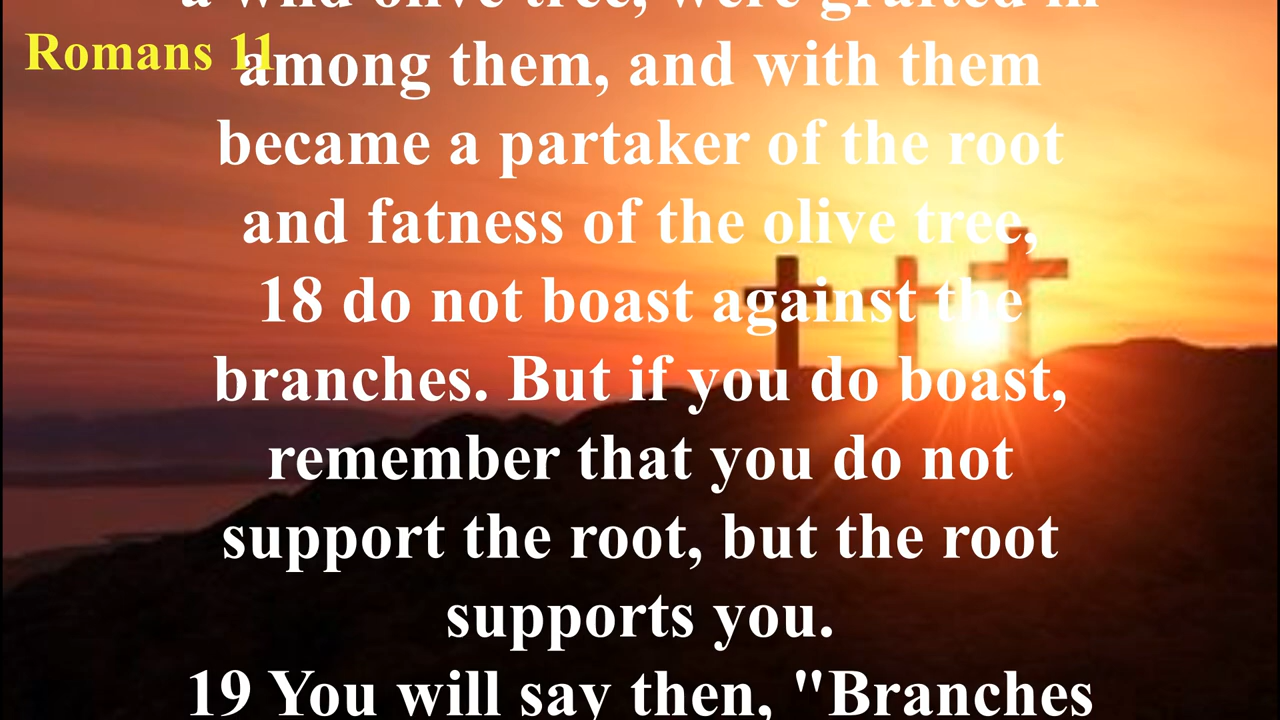 a wild olive tree, were grafted in
Romans 11
among them, and with them
became a partaker of the root
and fatness of the olive tree,
18 do not boast against the
branches. But if you do boast,
remember that you do not
support the root, but the root
supports you.
19 You will say then, "Branches